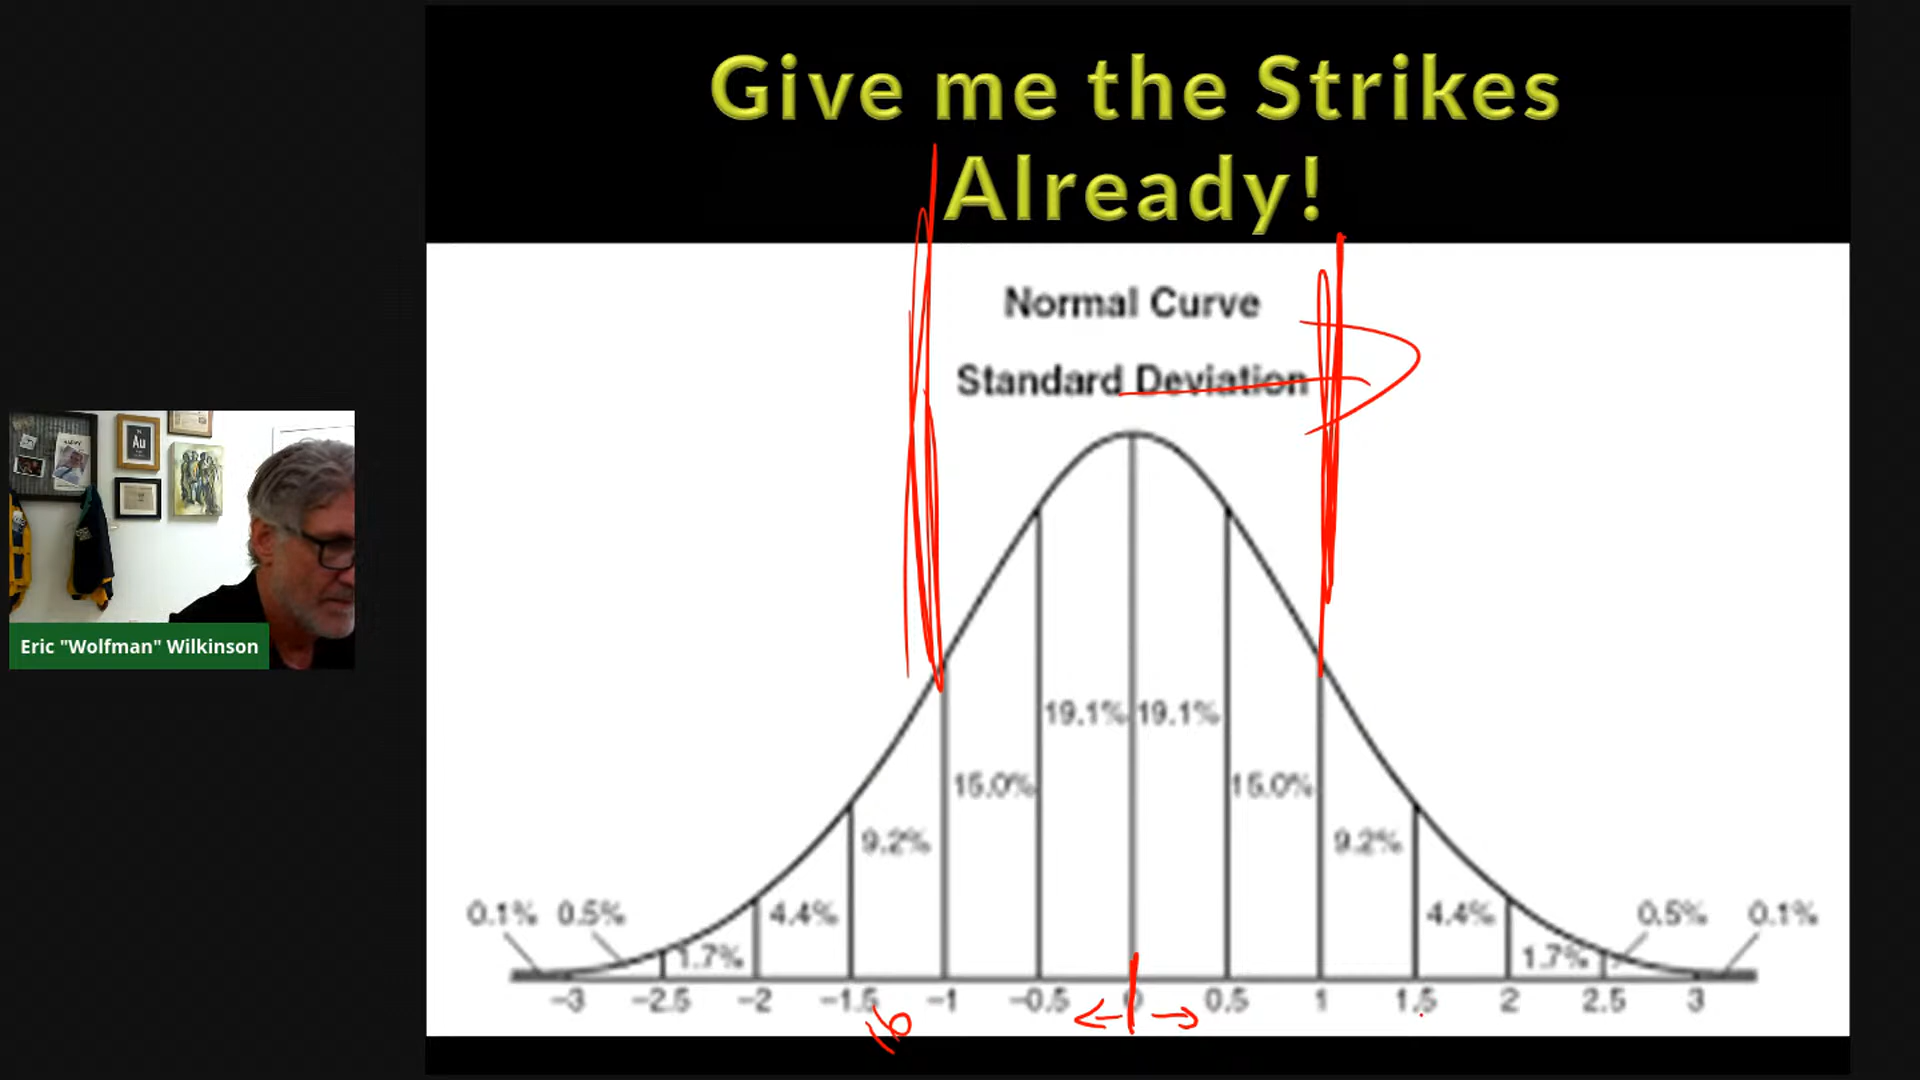 Give me the Strikes
Already!
Normal Curve
Standard Deviation
19.1% 19.1%
15.0% 15.0%
9.2% 9.2%
0.1% 0.5% 4.4% 4.4% 0.5% 0.1%
1.7% 1.7%
−3 −2.5 −2 −1.5 −1 −0.5 0 0.5 1 1.5 2 2.5 3
16
Au
Eric "Wolfman" Wilkinson